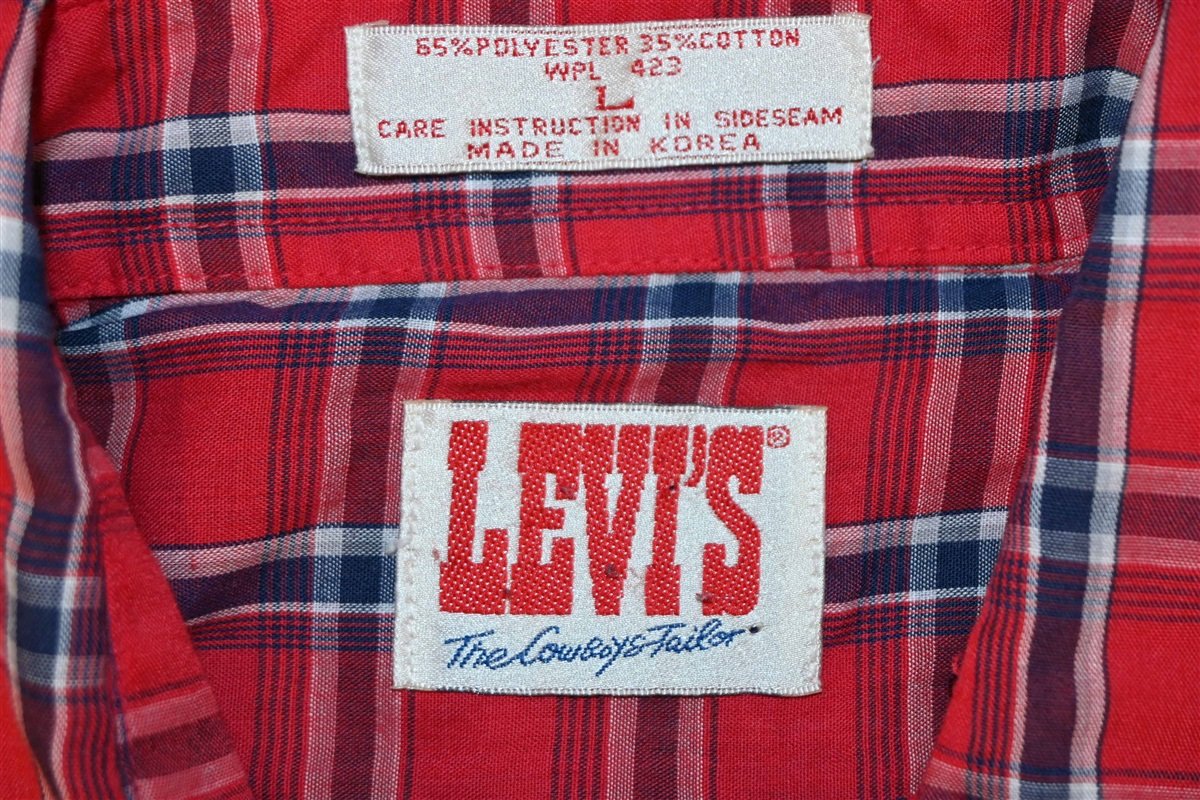 65%POLYESTER 35%COTTON
WPL 423
L
CARE INSTRUCTION IN SIDESEAM
MADE IN KOREA
LEVI'S®
The Cowboys Tailor